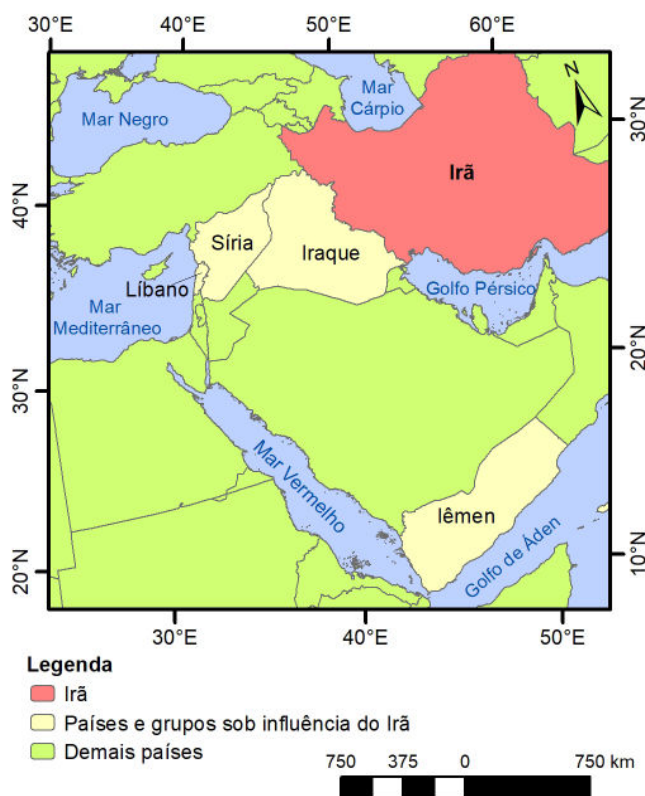 30°E 40°E 50°E 60°E
N
Mar
Cárpio
Mar Negro
30°N
Irã
40°N
Síria
Iraque
Líbano
Golfo Pérsico
Mar
Mediterrâneo
20°N
30°N
Mar Vermelho
Iêmen
Golfo de Áden
10°N
20°N
30°E 40°E 50°E
Legenda
Irã
Países e grupos sob influência do Irã
Demais países
750 375 0 750 km